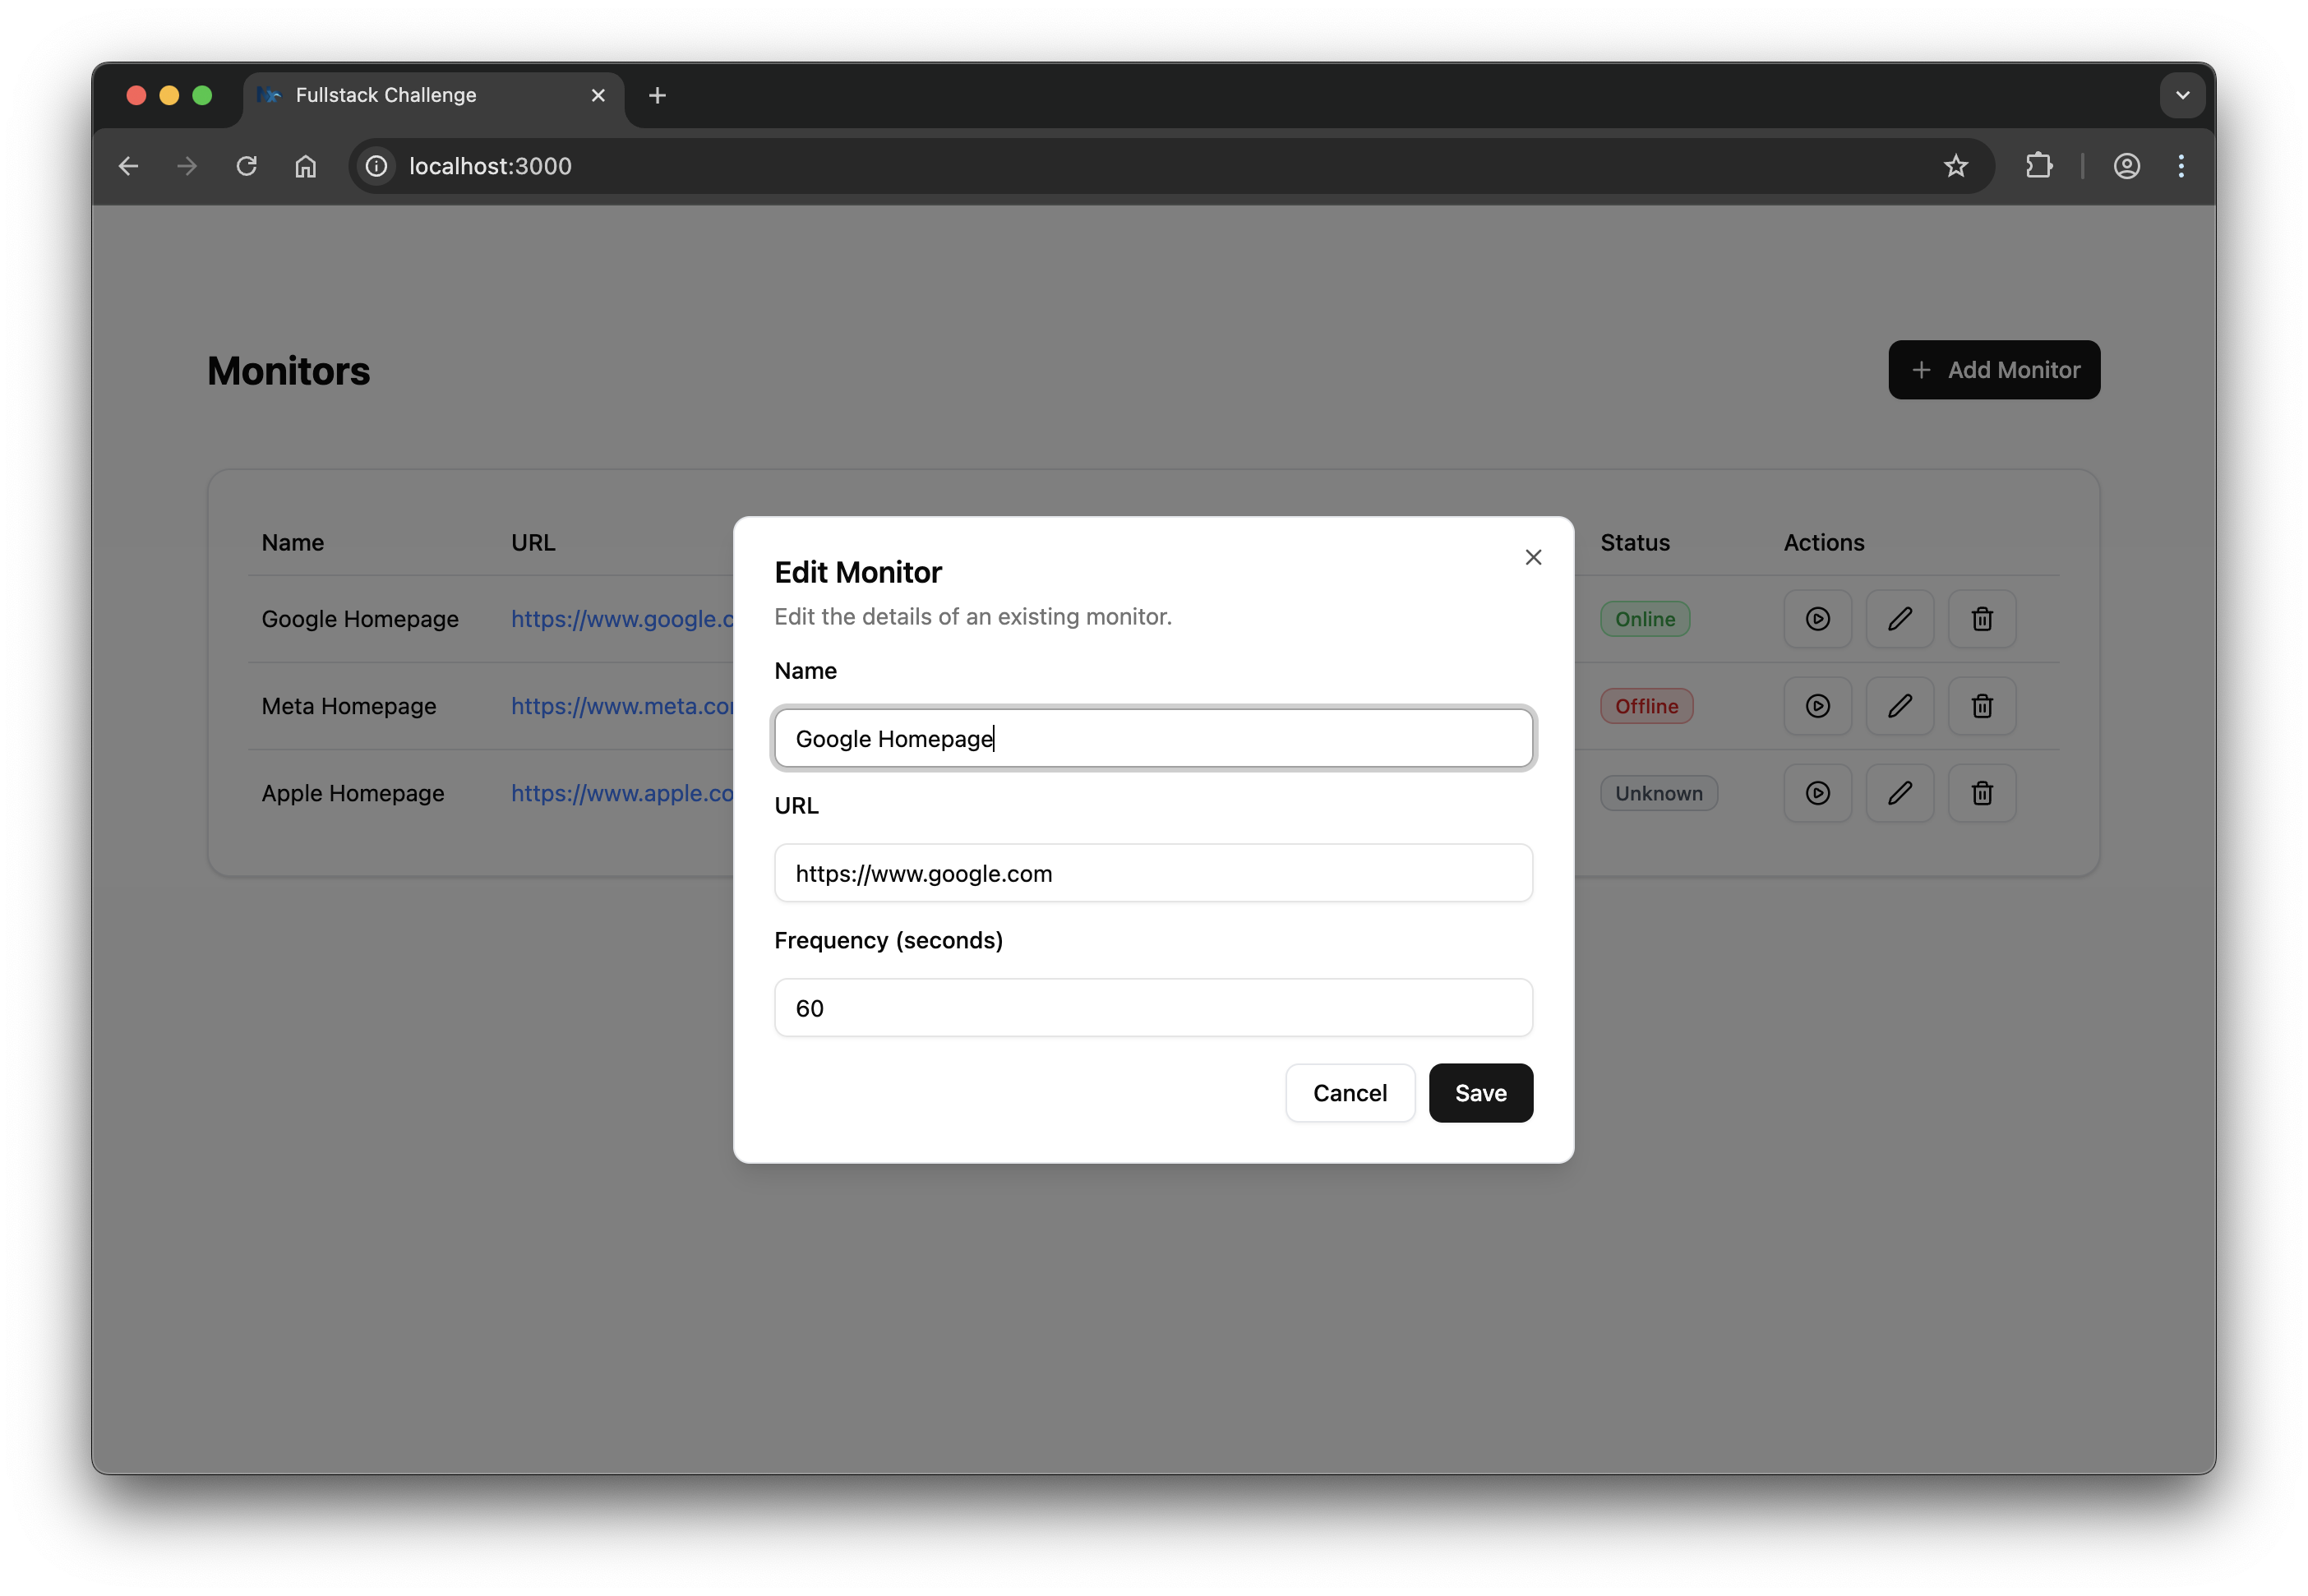 Fullstack Challenge
localhost:3000
Monitors
Add Monitor
Name URL Status Actions
Google Homepage https://www.google.c Online
Meta Homepage https://www.meta.co Offline
Apple Homepage https://www.apple.co Unknown
Edit Monitor
Edit the details of an existing monitor.
Name
Google Homepage
URL
https://www.google.com
Frequency (seconds)
60
Cancel Save